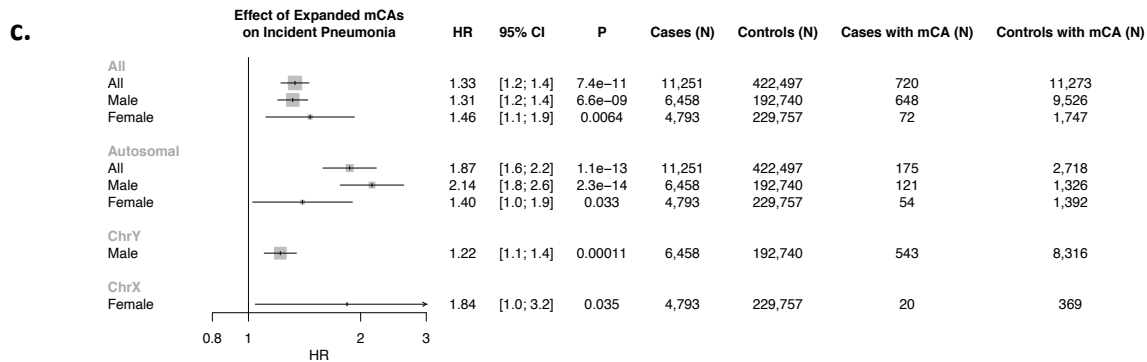 c.
Effect of Expanded mCAs
on Incident Pneumonia HR 95% CI P Cases (N) Controls (N) Cases with mCA (N) Controls with mCA (N)
All
All 1.33 [1.2; 1.4] 7.4e−11 11,251 422,497 720 11,273
Male 1.31 [1.2; 1.4] 6.6e−09 6,458 192,740 648 9,526
Female 1.46 [1.1; 1.9] 0.0064 4,793 229,757 72 1,747
Autosomal
All 1.87 [1.6; 2.2] 1.1e−13 11,251 422,497 175 2,718
Male 2.14 [1.8; 2.6] 2.3e−14 6,458 192,740 121 1,326
Female 1.40 [1.0; 1.9] 0.033 4,793 229,757 54 1,392
ChrY
Male 1.22 [1.1; 1.4] 0.00011 6,458 192,740 543 8,316
ChrX
Female 1.84 [1.0; 3.2] 0.035 4,793 229,757 20 369
0.8 1 2 3
HR